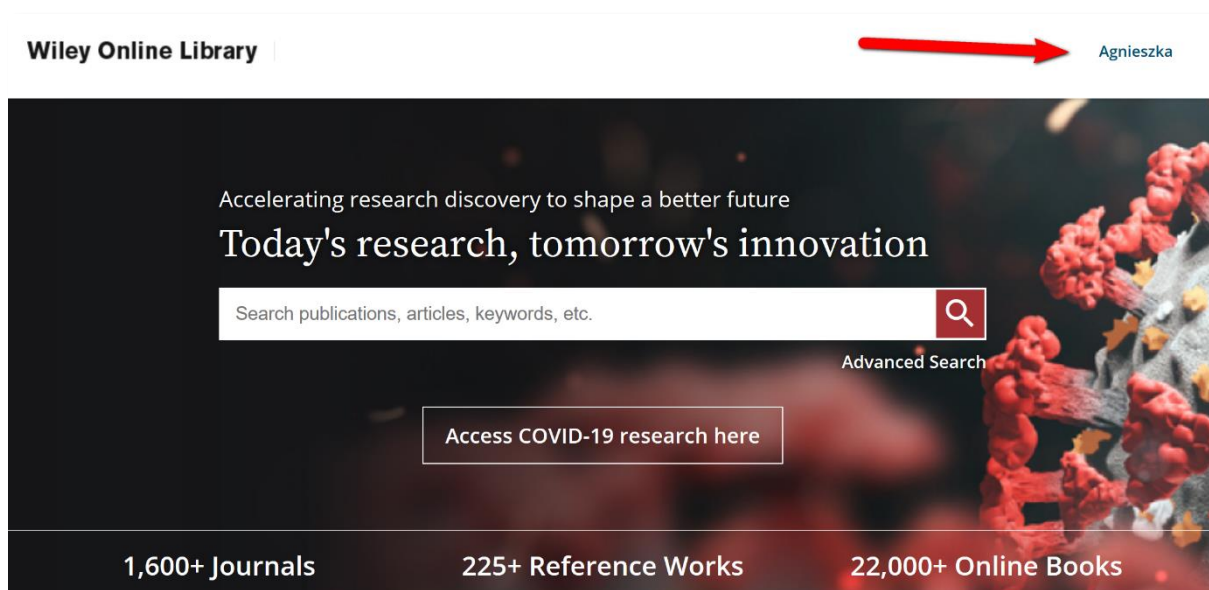 Wiley Online Library
Agnieszka
Accelerating research discovery to shape a better future
Today's research, tomorrow's innovation
Search publications, articles, keywords, etc.
Advanced Search
Access COVID-19 research here
1,600+ Journals
225+ Reference Works
22,000+ Online Books